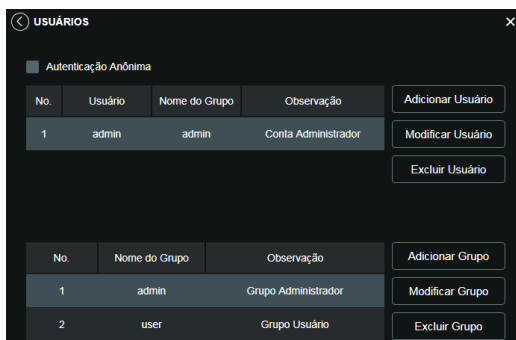 USUÁRIOS
Autenticação Anônima
No. Usuário Nome do Grupo Observação
1 admin admin Conta Administrador
Adicionar Usuário
Modificar Usuário
Excluir Usuário
No. Nome do Grupo Observação
1 admin Grupo Administrador
2 user Grupo Usuário
Adicionar Grupo
Modificar Grupo
Excluir Grupo